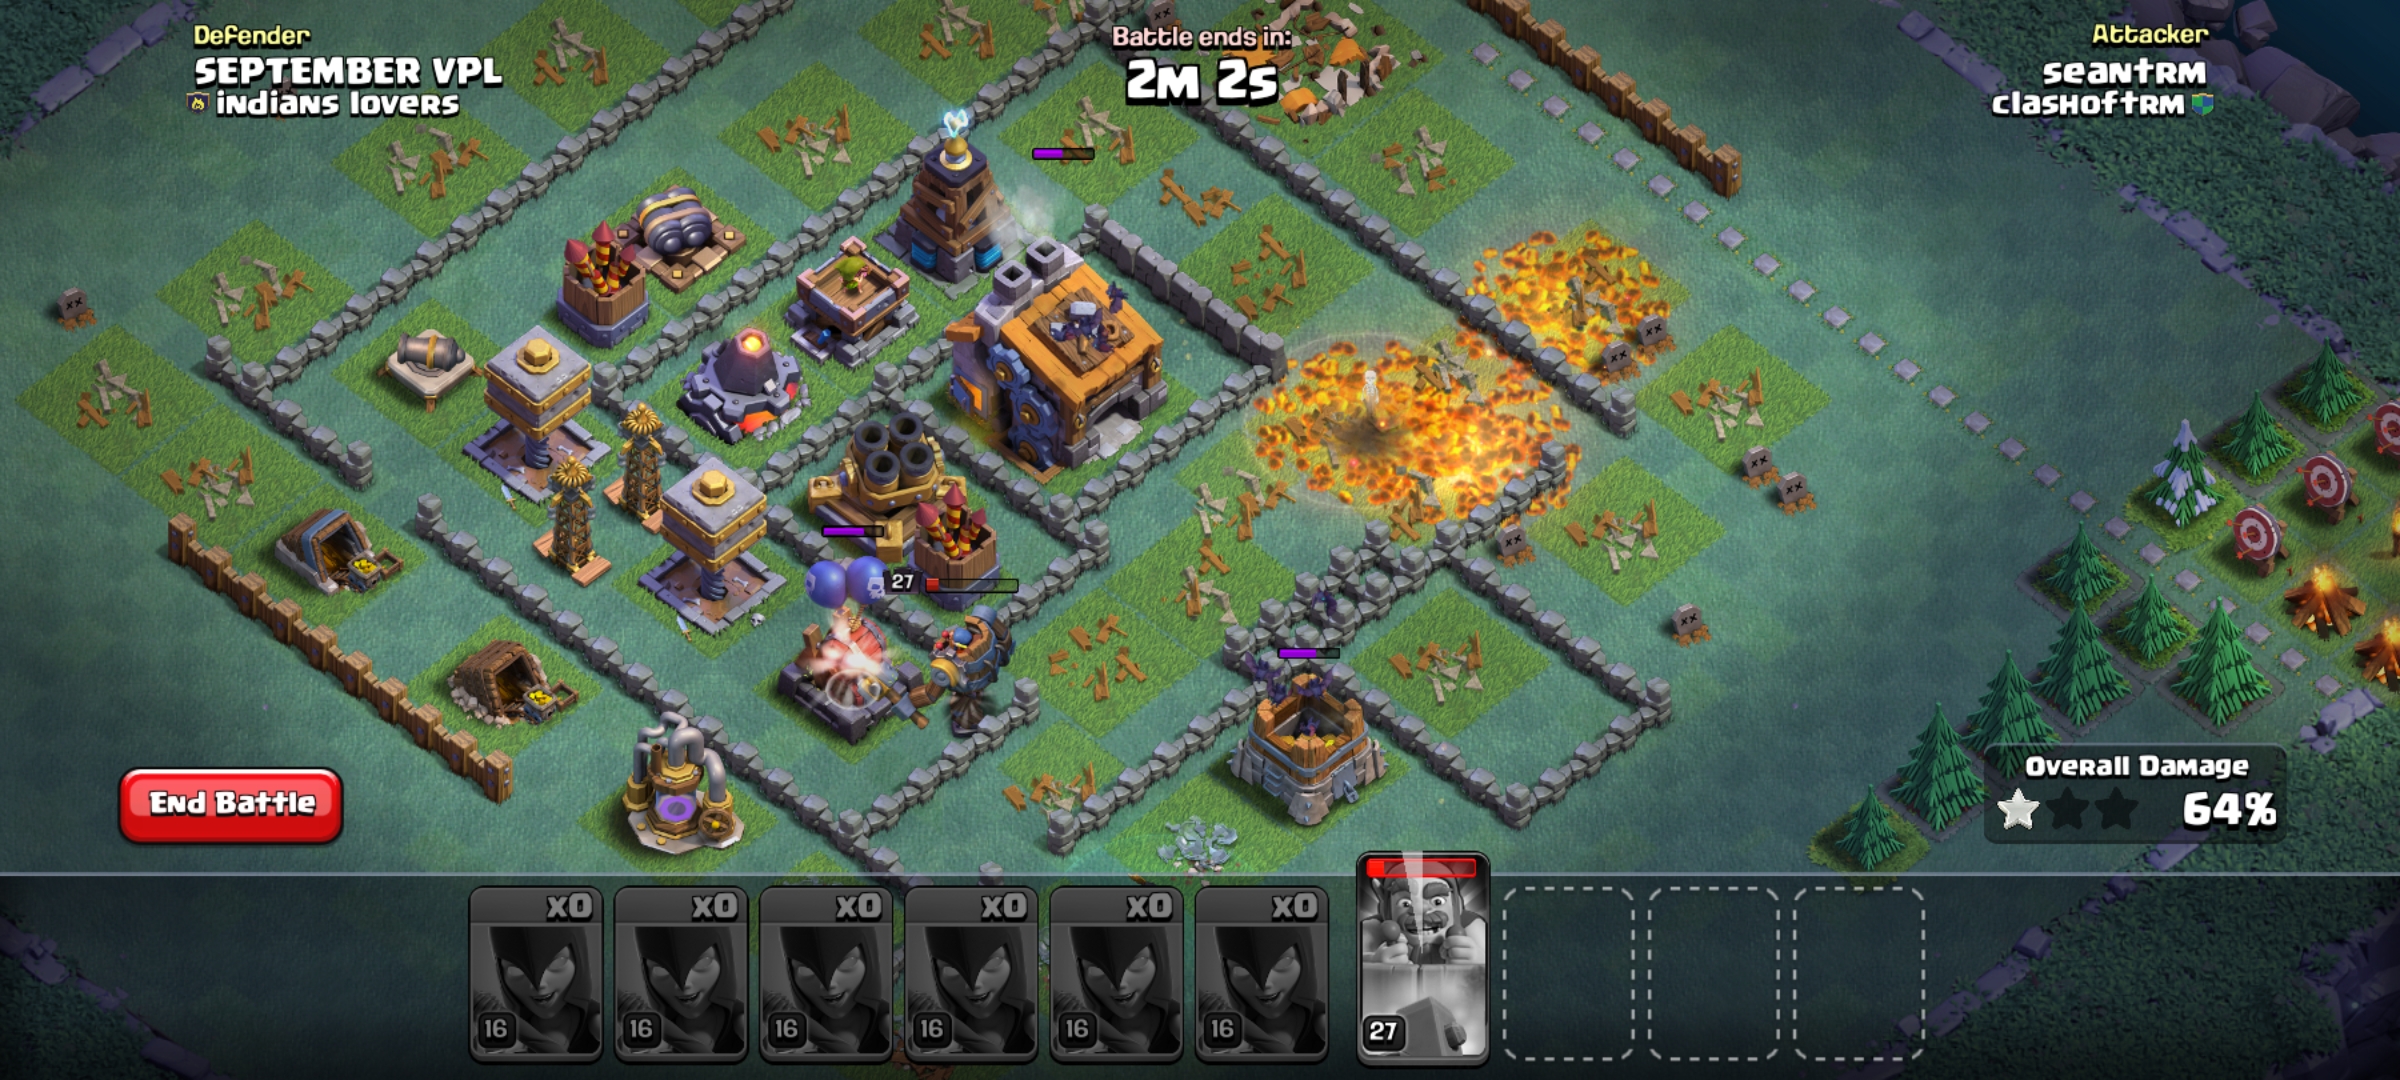 Defender
SEPTEMBER VPL
indians lovers
Battle ends in:
2M 2S
Attacker
seantRM
clashoftRM
27
End Battle
Overall Damage
64%
x0 x0 x0 x0 x0 x0
16 16 16 16 16 16 27